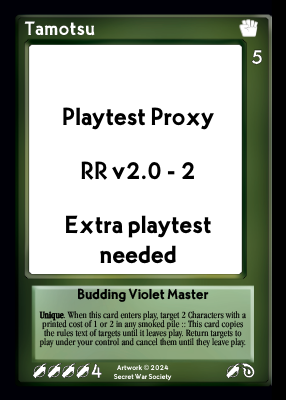 Tamotsu
5
Playtest Proxy
RR v2.0 - 2
Extra playtest
needed
Budding Violet Master
Unique. When this card enters play, target 2 Characters with a
printed cost of 1 or 2 in any smoked pile :: This card copies
the rules text of targets until it leaves play. Return targets to
play under your control and cancel them until they leave play.
4
Artwork © 2024
Secret War Society